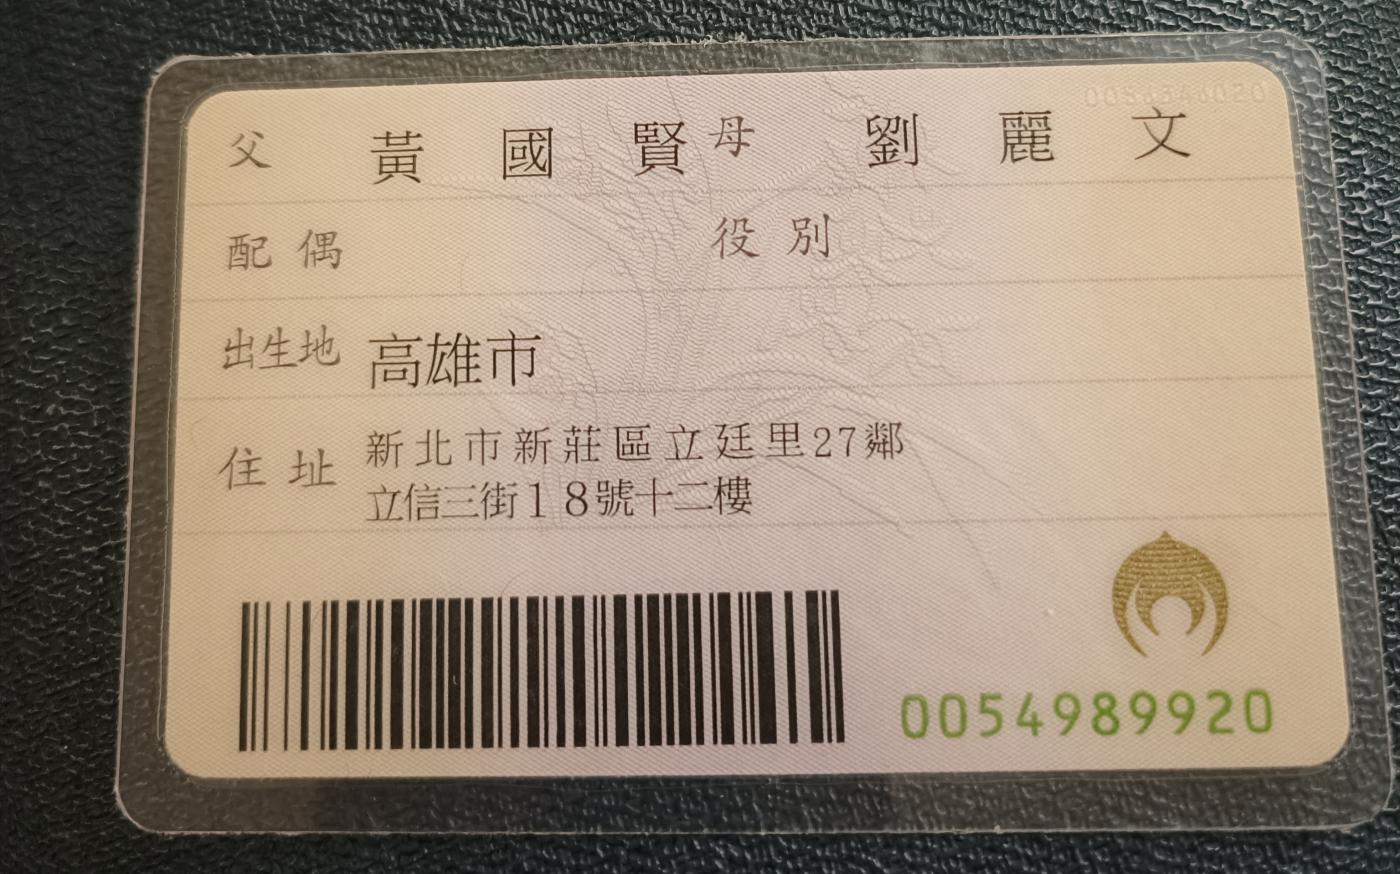 父 黃國賢 母 劉麗文
配偶 役別
出生地 高雄市
住址 新北市新莊區立廷里27鄰
立信三街18號十二樓
0054989920